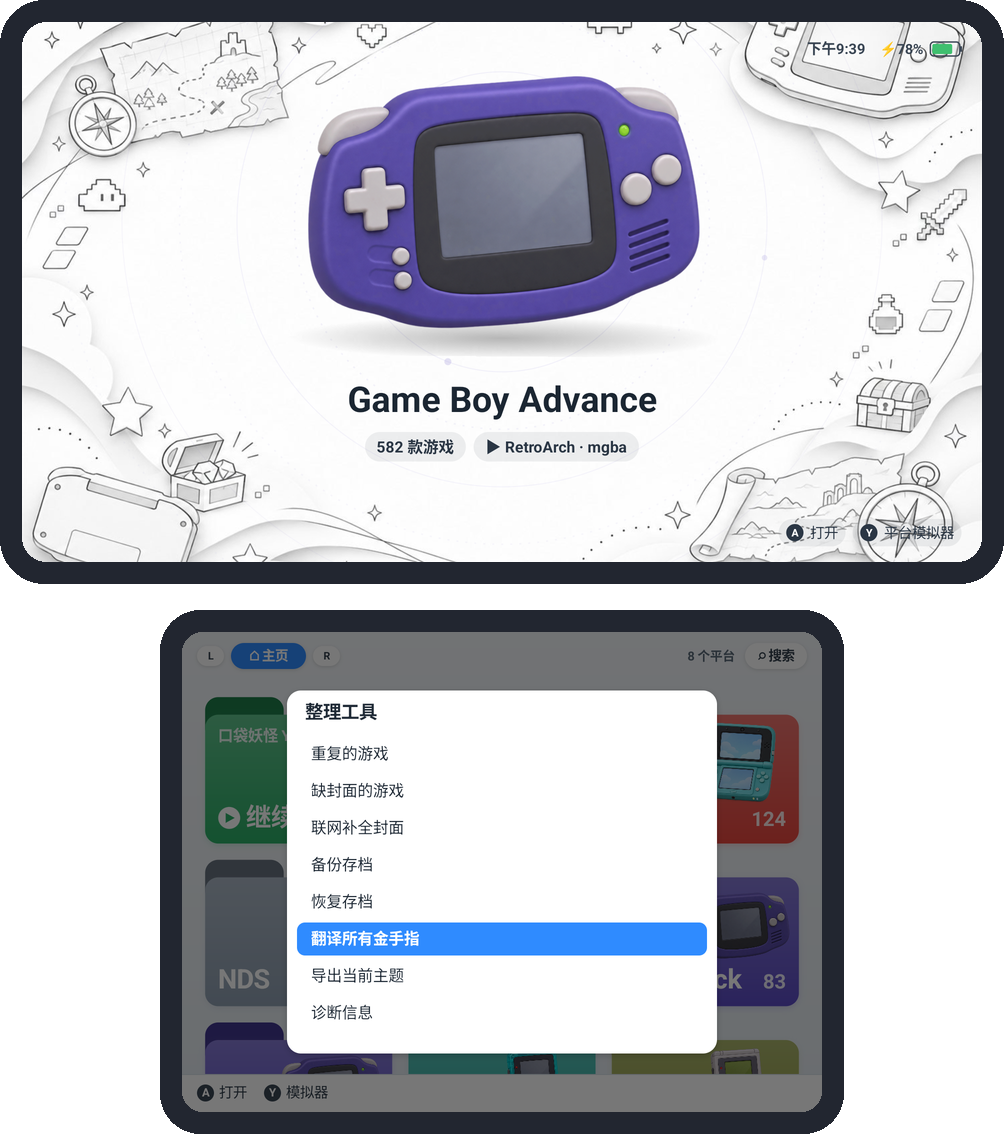 下午9:39 ⚡78%
Game Boy Advance
582 款游戏 ▶ RetroArch · mgba
A 打开 Y 平台模拟器
L 主页 R 8 个平台 搜索
整理工具
口袋妖怪
重复的游戏
缺封面的游戏
继续
124
联网补全封面
备份存档
恢复存档
翻译所有金手指
导出当前主题
NDS
ck 83
诊断信息
A 打开 Y 模拟器